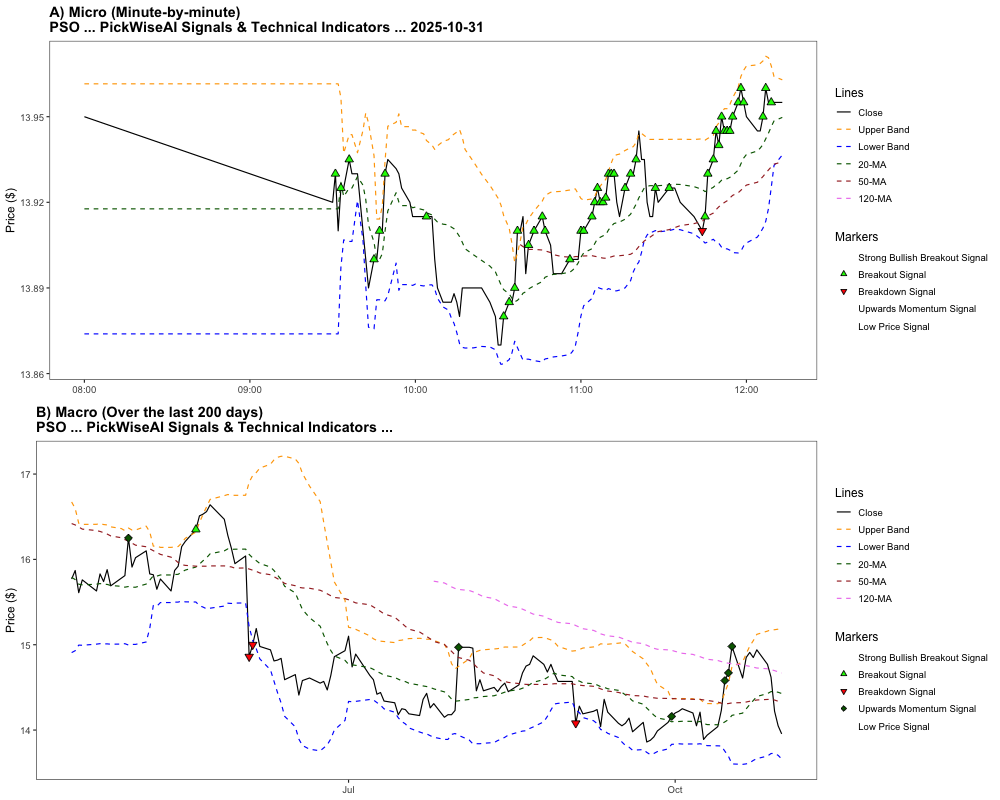 A) Micro (Minute-by-minute)
PSO ... PickWiseAI Signals & Technical Indicators ... 2025-10-31
Price ($)
13.95
13.92
13.89
13.86
08:00
09:00
10:00
11:00
12:00
Lines
Close
Upper Band
Lower Band
20-MA
50-MA
120-MA
Markers
Strong Bullish Breakout Signal
Breakout Signal
Breakdown Signal
Upwards Momentum Signal
Low Price Signal
B) Macro (Over the last 200 days)
PSO ... PickWiseAI Signals & Technical Indicators ...
Price ($)
17
16
15
14
Jul
Oct
Lines
Close
Upper Band
Lower Band
20-MA
50-MA
120-MA
Markers
Strong Bullish Breakout Signal
Breakout Signal
Breakdown Signal
Upwards Momentum Signal
Low Price Signal